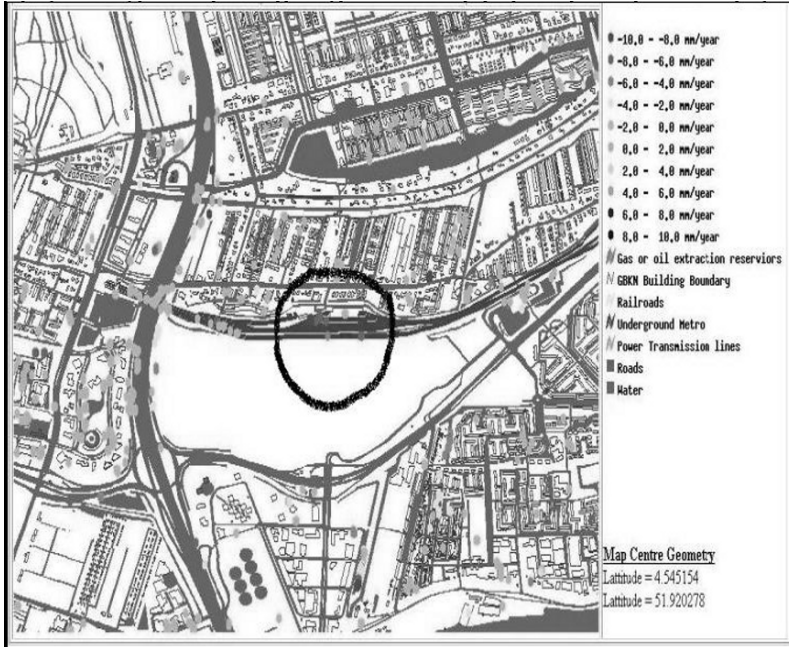 -10.0 - -8.0 mm/year
-8.0 - -6.0 mm/year
-6.0 - -4.0 mm/year
-4.0 - -2.0 mm/year
-2.0 - 0.0 mm/year
0.0 - 2.0 mm/year
2.0 - 4.0 mm/year
4.0 - 6.0 mm/year
6.0 - 8.0 mm/year
8.0 - 10.0 mm/year
Gas or oil extraction reserviors
GBKN Building Boundary
Railroads
Underground Metro
Power Transmission lines
Roads
Water
Map Centre Geometry
Lattitude = 4.545154
Lattitude = 51.920278